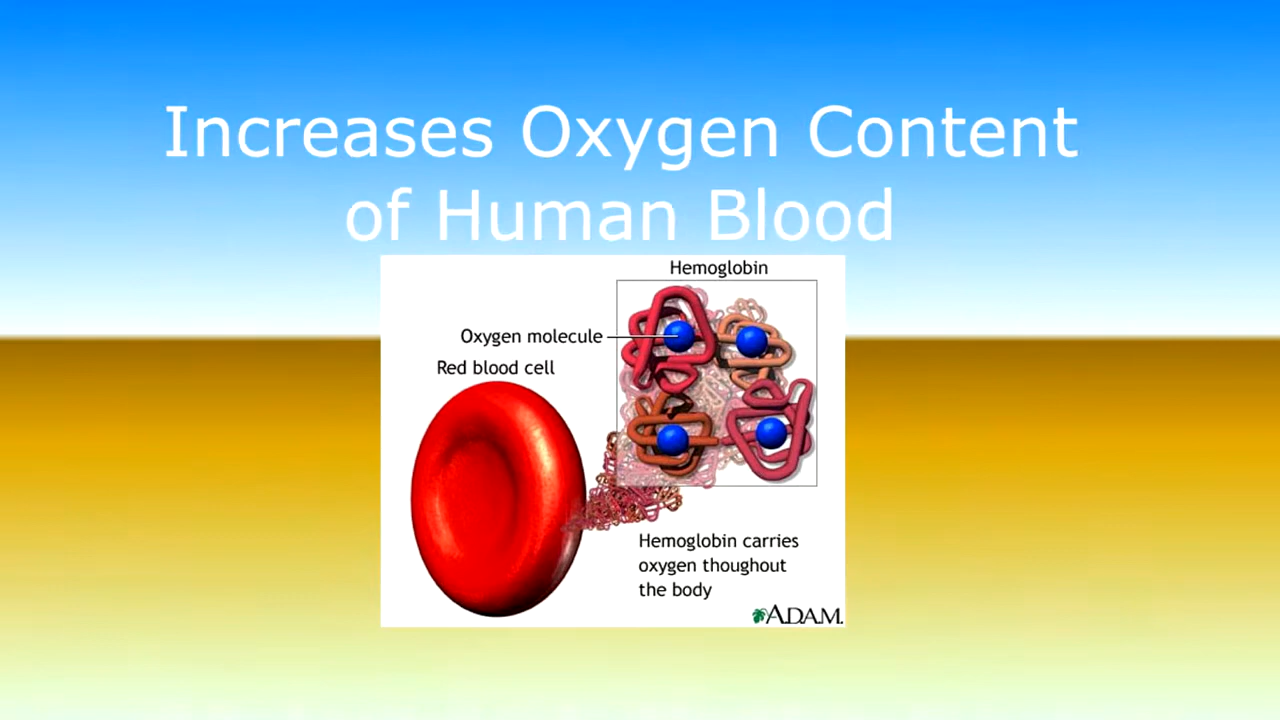 Increases Oxygen Content
of Human Blood
Hemoglobin
Oxygen molecule
Red blood cell
Hemoglobin carries
oxygen thoughout
the body
A.D.A.M.